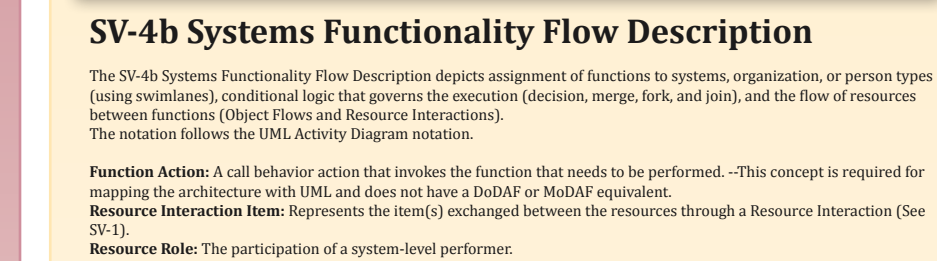 SV-4b Systems Functionality Flow Description
The SV-4b Systems Functionality Flow Description depicts assignment of functions to systems, organization, or person types
(using swimlanes), conditional logic that governs the execution (decision, merge, fork, and join), and the flow of resources
between functions (Object Flows and Resource Interactions).
The notation follows the UML Activity Diagram notation.
Function Action: A call behavior action that invokes the function that needs to be performed. --This concept is required for
mapping the architecture with UML and does not have a DoDAF or MoDAF equivalent.
Resource Interaction Item: Represents the item(s) exchanged between the resources through a Resource Interaction (See
SV-1).
Resource Role: The participation of a system-level performer.